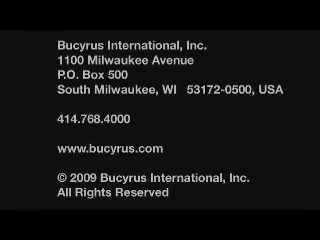 Bucyrus International, Inc.
1100 Milwaukee Avenue
P.O. Box 500
South Milwaukee, WI 53172-0500, USA
414.768.4000
www.bucyrus.com
© 2009 Bucyrus International, Inc.
All Rights Reserved